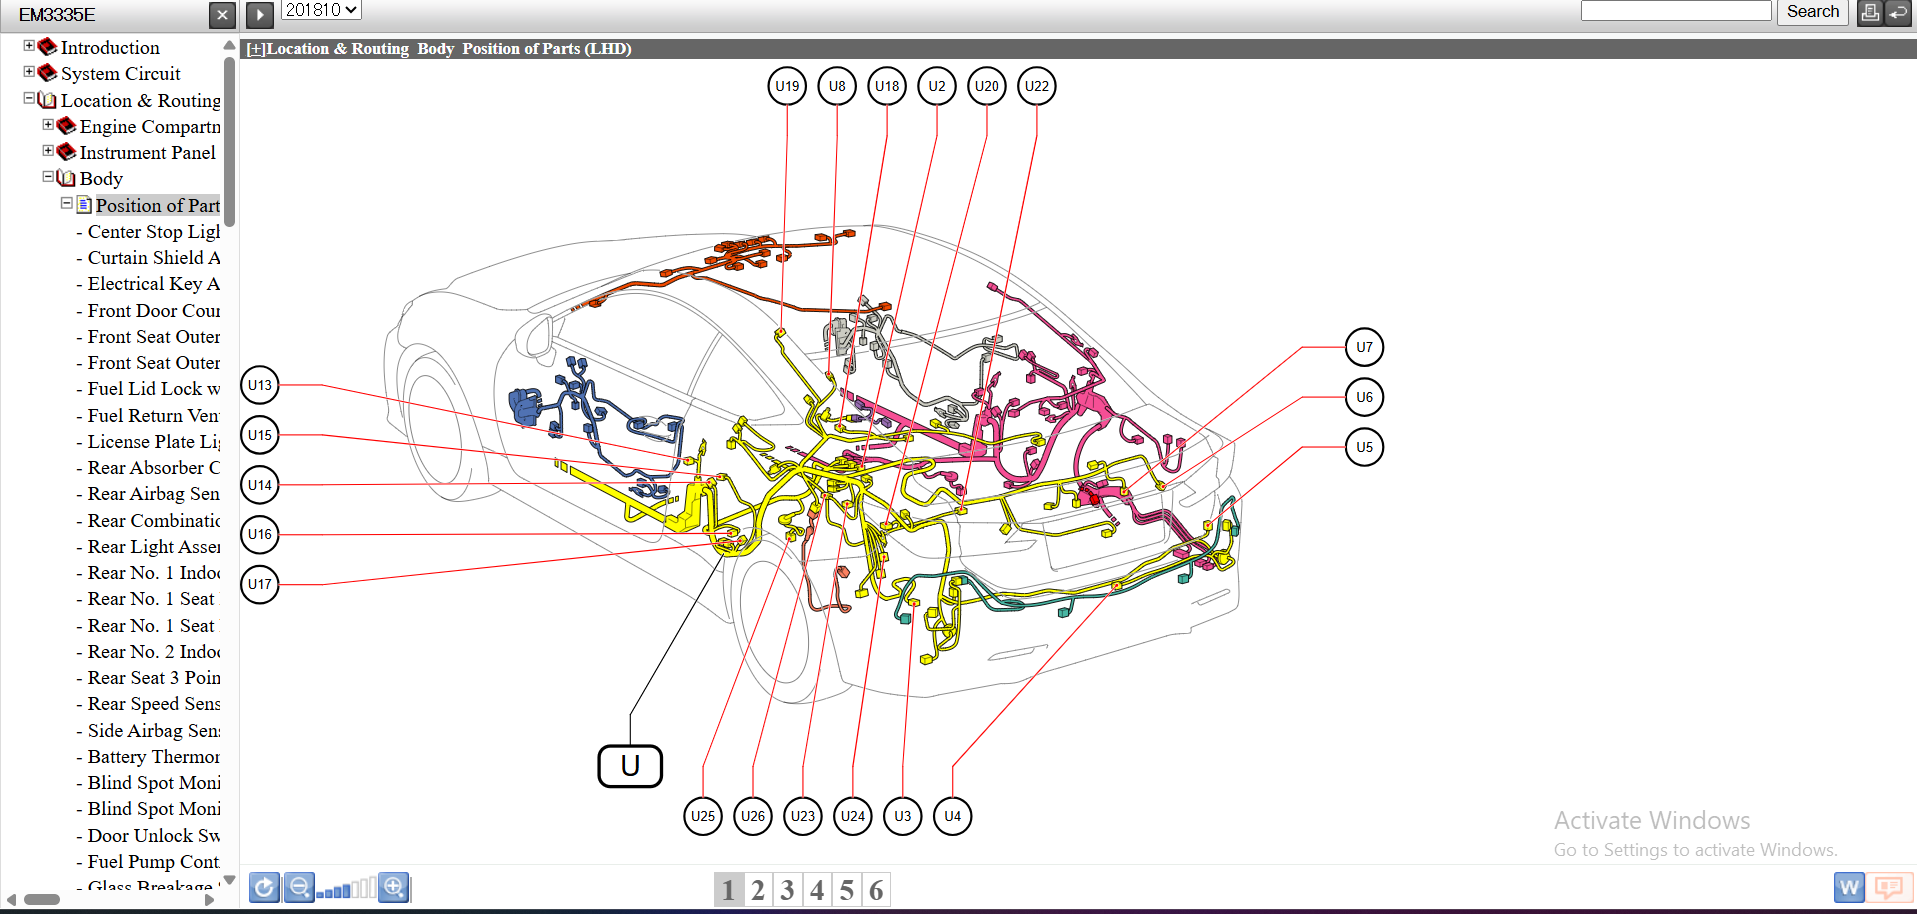 EM3335E
201810
Search
Introduction
System Circuit
Location & Routing
Engine Compartn
Instrument Panel
Body
Position of Part
- Center Stop Ligh
- Curtain Shield A
- Electrical Key A
- Front Door Cour
- Front Seat Outer
- Front Seat Outer
- Fuel Lid Lock w
- Fuel Return Ven
- License Plate Lig
- Rear Absorber C
- Rear Airbag Sen
- Rear Combinatio
- Rear Light Asser
- Rear No. 1 Indoo
- Rear No. 1 Seat
- Rear No. 1 Seat
- Rear No. 2 Indoo
- Rear Seat 3 Poin
- Rear Speed Sens
- Side Airbag Sens
- Battery Thermor
- Blind Spot Moni
- Blind Spot Moni
- Door Unlock Sw
- Fuel Pump Cont
- Glass Breakage
[+]Location & Routing Body Position of Parts (LHD)
U19 U8 U18 U2 U20 U22
U7
U13
U6
U15
U5
U14
U16
U17
U
U25 U26 U23 U24 U3 U4
Activate Windows
Go to Settings to activate Windows.
1 2 3 4 5 6
W